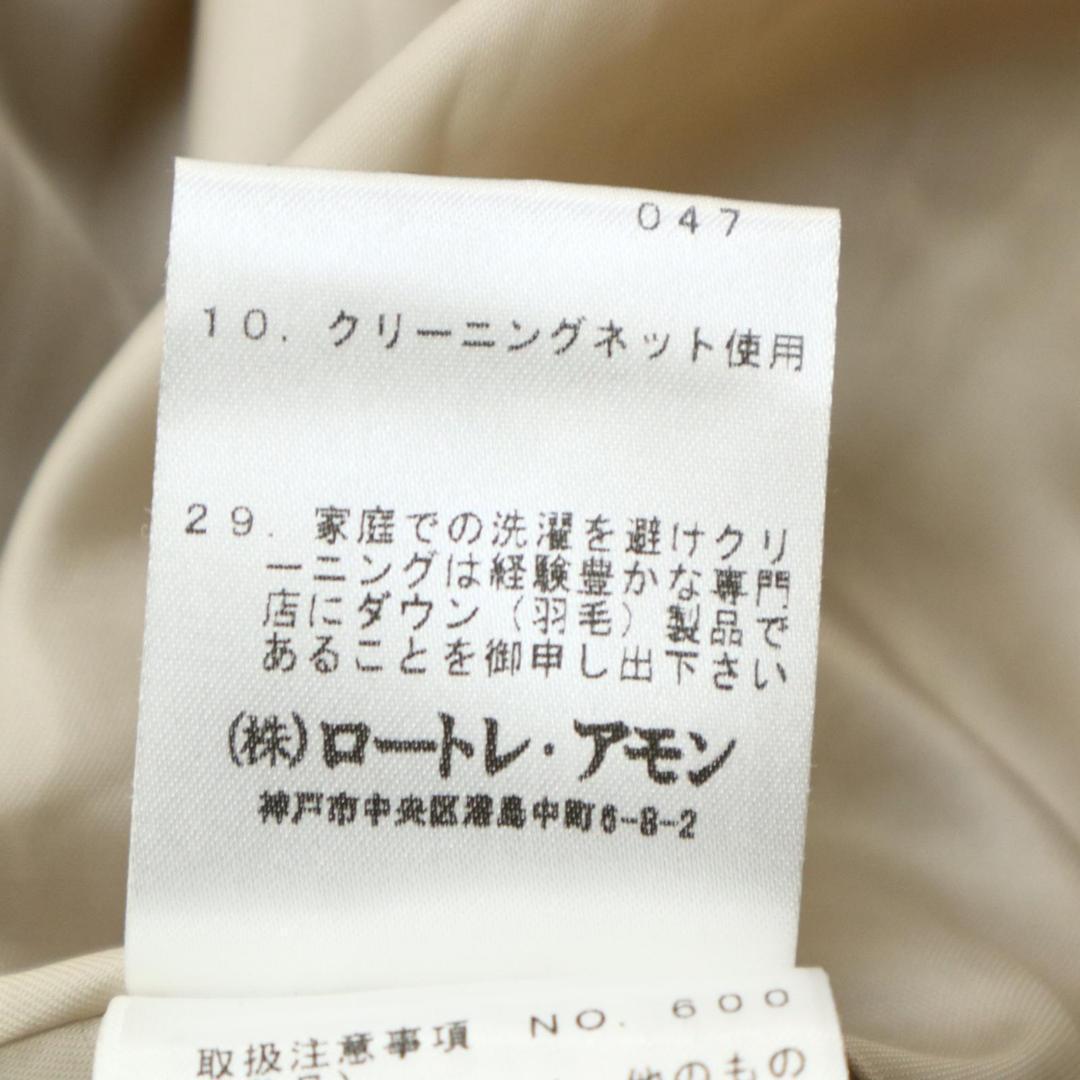 047
10. クリーニングネット使用
29. 家庭での洗濯を避けクリ
ーニングは経験豊かな専門
店にダウン（羽毛）製品で
あることを御申し出下さい
(株)ロートレ・アモン
神戸市中央区港島中町6-8-2
取扱注意事項 NO. 600
他のもの